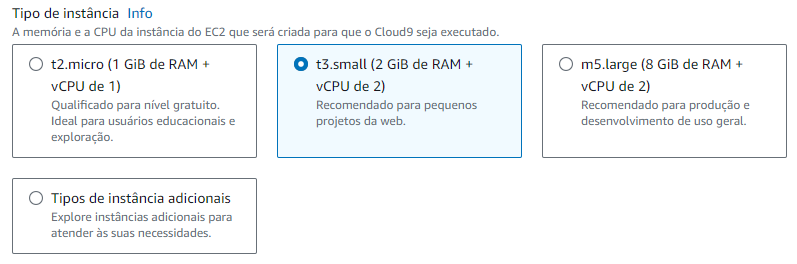 Tipo de instância Info
A memória e a CPU da instância do EC2 que será criada para que o Cloud9 seja executado.
t2.micro (1 GiB de RAM +
vCPU de 1)
Qualificado para nível gratuito.
Ideal para usuários educacionais e
exploração.
t3.small (2 GiB de RAM +
vCPU de 2)
Recomendado para pequenos
projetos da web.
m5.large (8 GiB de RAM +
vCPU de 2)
Recomendado para produção e
desenvolvimento de uso geral.
Tipos de instância adicionais
Explore instâncias adicionais para
atender às suas necessidades.